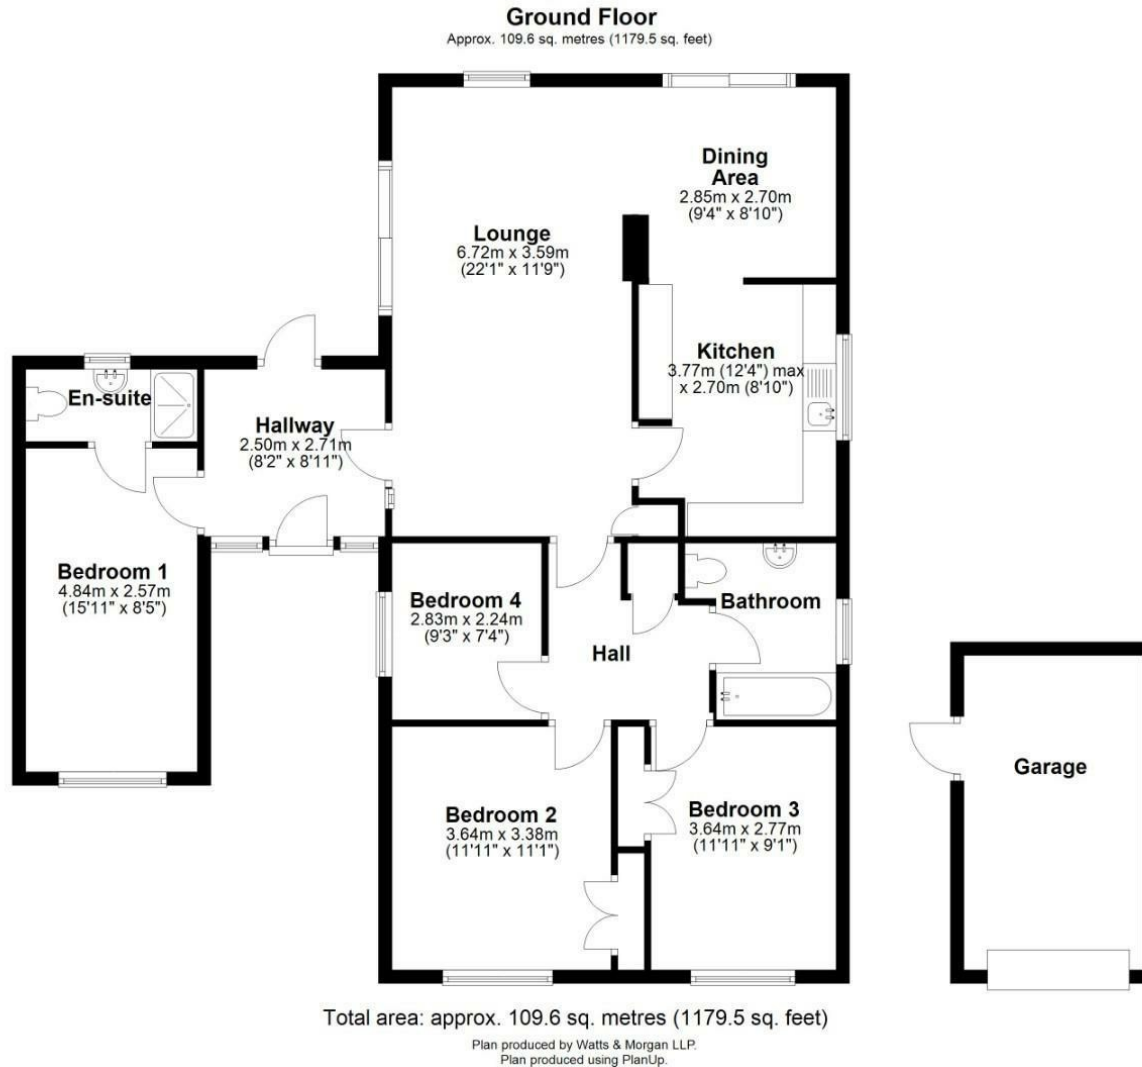 Ground Floor
Approx. 109.6 sq. metres (1179.5 sq. feet)
Dining
Area
2.85m x 2.70m
(9'4" x 8'10")
Lounge
6.72m x 3.59m
(22'1" x 11'9")
Kitchen
3.77m (12'4") max
x 2.70m (8'10")
En-suite
Hallway
2.50m x 2.71m
(8'2" x 8'11")
Bedroom 1
4.84m x 2.57m
(15'11" x 8'5")
Bedroom 4
2.83m x 2.24m
(9'3" x 7'4")
Bathroom
Hall
Bedroom 2
3.64m x 3.38m
(11'11" x 11'1")
Bedroom 3
3.64m x 2.77m
(11'11" x 9'1")
Garage
Total area: approx. 109.6 sq. metres (1179.5 sq. feet)
Plan produced by Watts & Morgan LLP.
Plan produced using PlanUp.